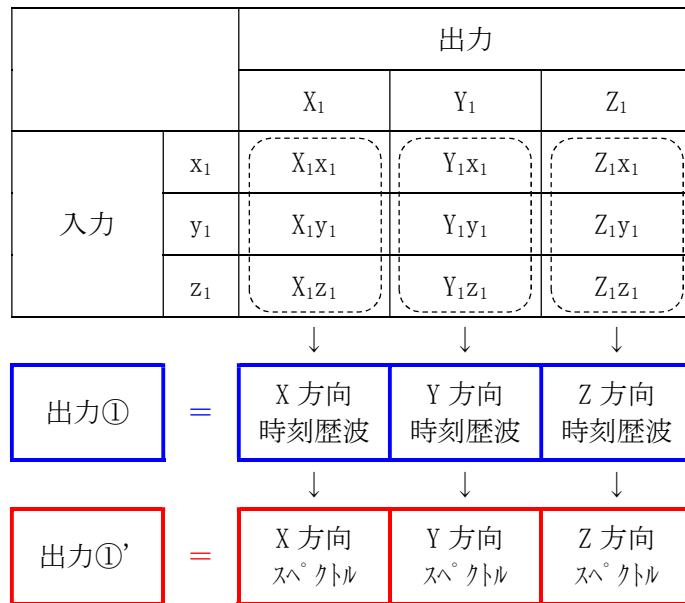 出力
X₁ Y₁ Z₁
x₁ X₁x₁ Y₁x₁ Z₁x₁
入力 y₁ X₁y₁ Y₁y₁ Z₁y₁
z₁ X₁z₁ Y₁z₁ Z₁z₁
↓ ↓ ↓
出力① = X 方向 Y 方向 Z 方向
時刻歴波 時刻歴波 時刻歴波
↓ ↓ ↓
出力①’ = X 方向 Y 方向 Z 方向
ｽﾍﾟｸﾄﾙ ｽﾍﾟｸﾄﾙ ｽﾍﾟｸﾄﾙ